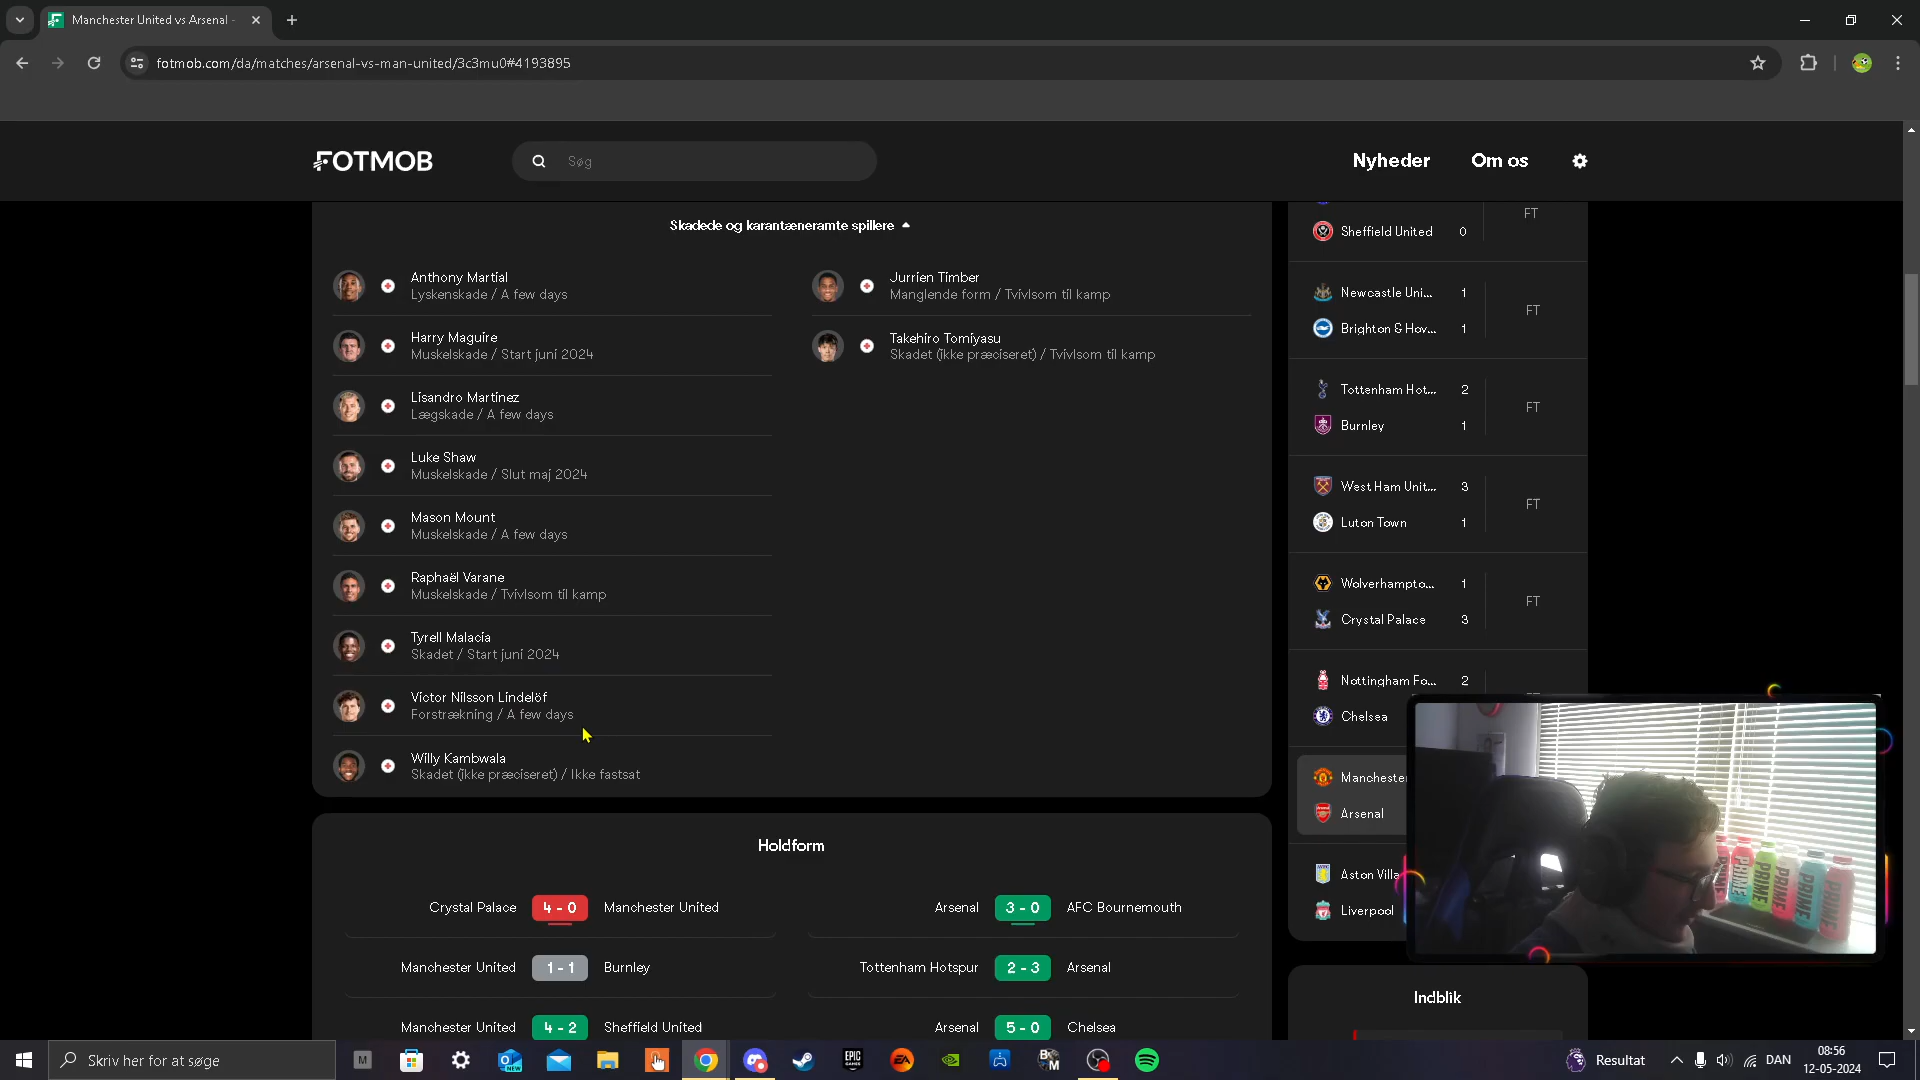 Manchester United vs Arsenal -
fotmob.com/da/matches/arsenal-vs-man-united/3c3mu0#4193895
FOTMOB
Søg
Nyheder
Om os
Skadede og karantæneramte spillere
Anthony Martial
Lyskenskade / A few days
Harry Maguire
Muskelskade / Start juni 2024
Lisandro Martinez
Lægskade / A few days
Luke Shaw
Muskelskade / Slut maj 2024
Mason Mount
Muskelskade / A few days
Raphaël Varane
Muskelskade / Tvivlsom til kamp
Tyrell Malacia
Skadet / Start juni 2024
Victor Nilsson Lindelöf
Forstrækning / A few days
Willy Kambwala
Skadet (ikke præciseret) / Ikke fastsat
Jurrien Timber
Manglende form / Tvivlsom til kamp
Takehiro Tomiyasu
Skadet (ikke præciseret) / Tvivlsom til kamp
Holdform
Crystal Palace 4 - 0 Manchester United
Manchester United 1 - 1 Burnley
Manchester United 4 - 2 Sheffield United
Arsenal 3 - 0 AFC Bournemouth
Tottenham Hotspur 2 - 3 Arsenal
Arsenal 5 - 0 Chelsea
FT
Sheffield United 0
Newcastle Uni... 1
FT
Brighton & Hov... 1
Tottenham Hot... 2
FT
Burnley 1
West Ham Unit... 3
FT
Luton Town 1
Wolverhampto... 1
FT
Crystal Palace 3
Nottingham Fo... 2
Chelsea
Manchester
Arsenal
Aston Villa
Liverpool
PRIME
Indblik
Skriv her for at søge
M
NEW
EPIC GAMES
EA
B M
Resultat
DAN
08:56
12-05-2024